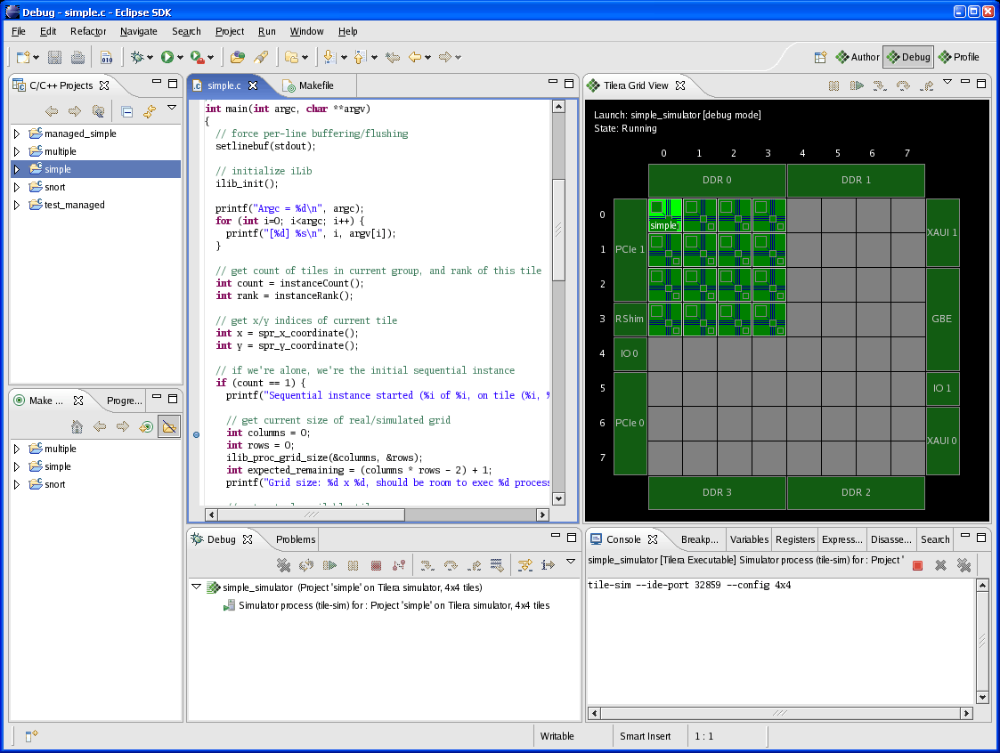 Debug - simple.c - Eclipse SDK
File Edit Refactor Navigate Search Project Run Window Help
Author Debug Profile
C/C++ Projects
managed_simple
multiple
simple
snort
test_managed
Make ... Progre...
multiple
simple
snort
simple.c Makefile
int main(int argc, char **argv)
{
// force per-line buffering/flushing
setlinebuf(stdout);
// initialize iLib
ilib_init();
printf("Argc = %d\n", argc);
for (int i=0; i<argc; i++) {
printf("[%d] %s\n", i, argv[i]);
}
// get count of tiles in current group, and rank of this tile
int count = instanceCount();
int rank = instanceRank();
// get x/y indices of current tile
int x = spr_x_coordinate();
int y = spr_y_coordinate();
// if we're alone, we're the initial sequential instance
if (count == 1) {
printf("Sequential instance started (%i of %i, on tile (%i, %
// get current size of real/simulated grid
int columns = 0;
int rows = 0;
ilib_proc_grid_size(&columns, &rows);
int expected_remaining = (columns * rows - 2) + 1;
printf("Grid size: %d x %d, should be room to exec %d process
Tilera Grid View
Launch: simple_simulator [debug mode]
State: Running
0 1 2 3 4 5 6 7
DDR 0 DDR 1
0
simple
1 PCIe 1 XAUI 1
2
3 RShim GBE
4 IO 0
5 IO 1
6 PCIe 0 XAUI 0
7
DDR 3 DDR 2
Debug Problems
simple_simulator (Project 'simple' on Tilera simulator, 4x4 tiles)
Simulator process (tile-sim) for : Project 'simple' on Tilera simulator, 4x4 tiles
Console Breakp... Variables Registers Express... Disasse... Search
simple_simulator [Tilera Executable] Simulator process (tile-sim) for : Project '
tile-sim --ide-port 32859 --config 4x4
Writable Smart Insert 1 : 1